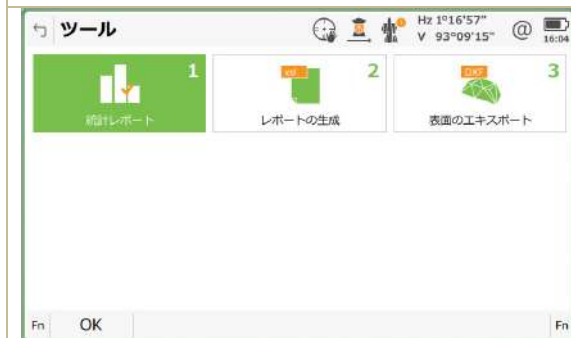 ツール
Hz 1°16'57"
V 93°09'15"
@
16:04
1
統計レポート
2
レポートの生成
DXF
3
表面のエキスポート
Fn
OK
Fn